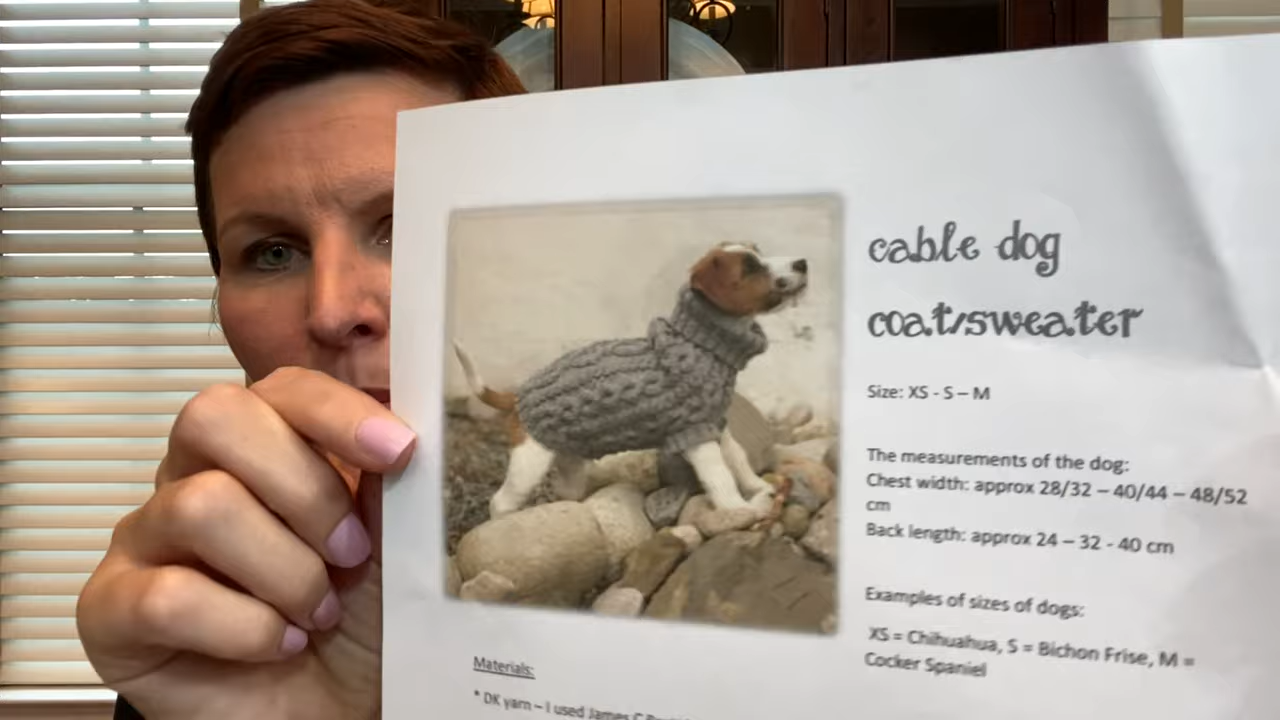 cable dog
coat/sweater
Size: XS - S – M
The measurements of the dog:
Chest width: approx 28/32 – 40/44 – 48/52
cm
Back length: approx 24 – 32 - 40 cm
Examples of sizes of dogs:
XS = Chihuahua, S = Bichon Frise, M =
Cocker Spaniel
Materials:
* DK yarn – I used James C